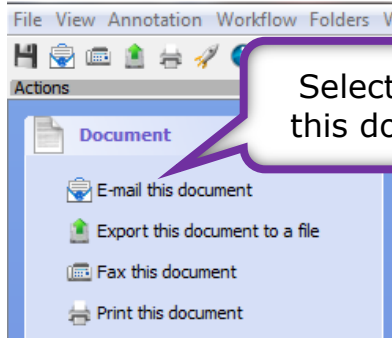 File View Annotation Workflow Folders
Actions
Select
this
Document
E-mail this document
Export this document to a file
Fax this document
Print this document